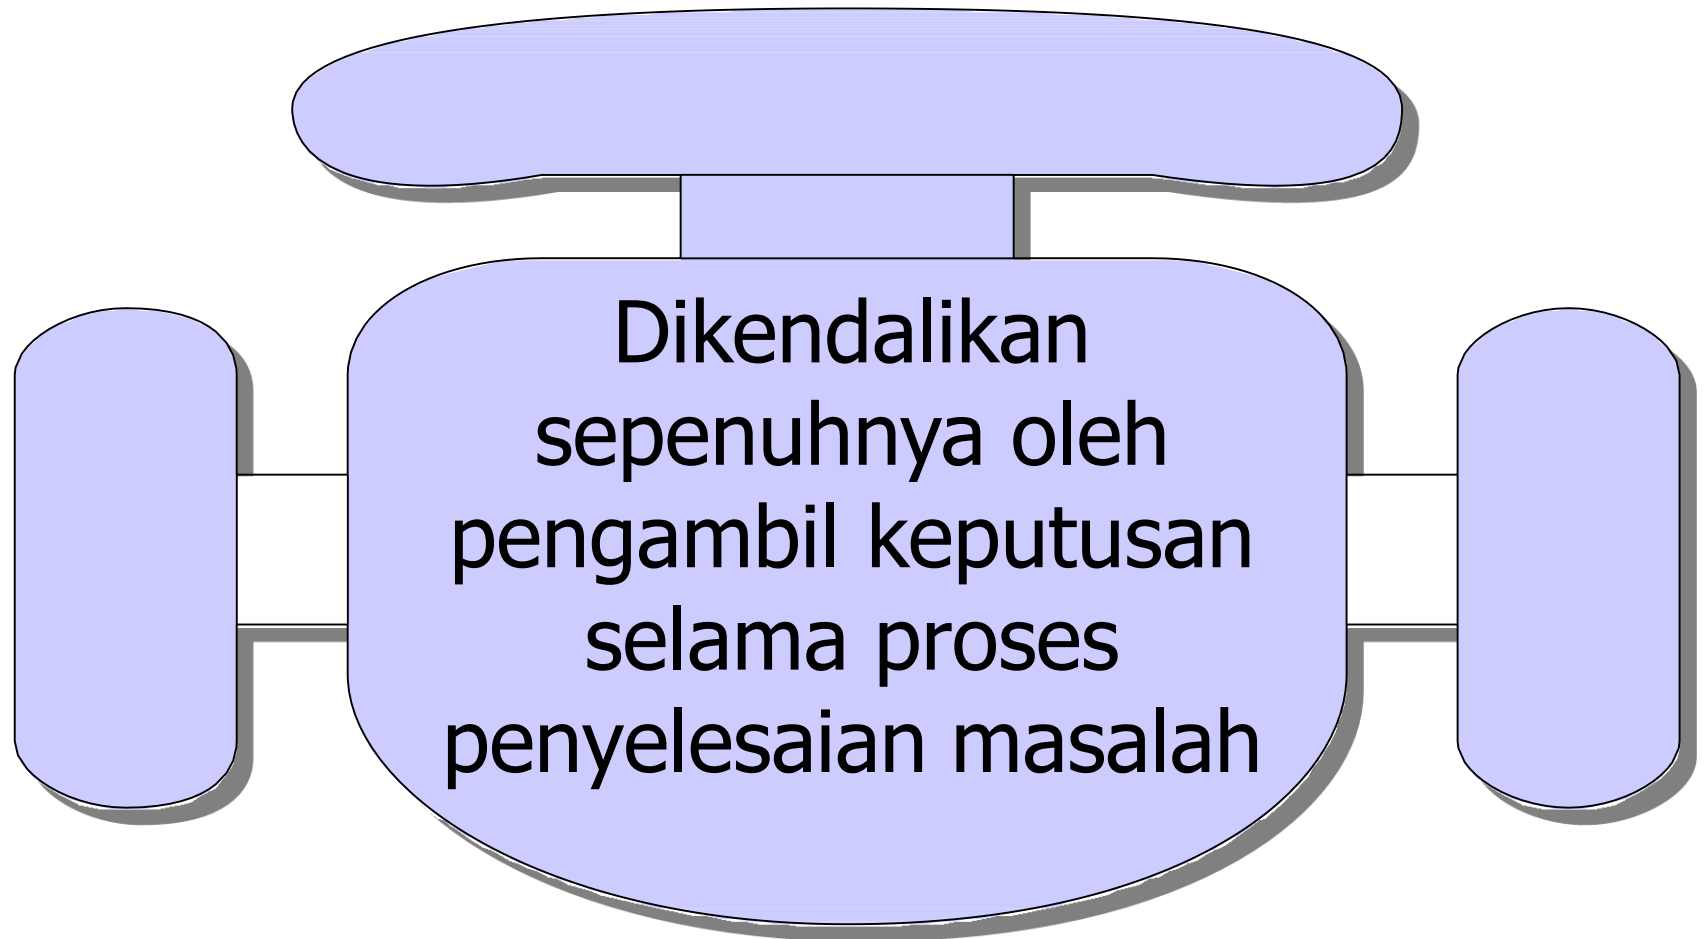 Dikendalikan
sepenuhnya oleh
pengambil keputusan
selama proses
penyelesaian masalah